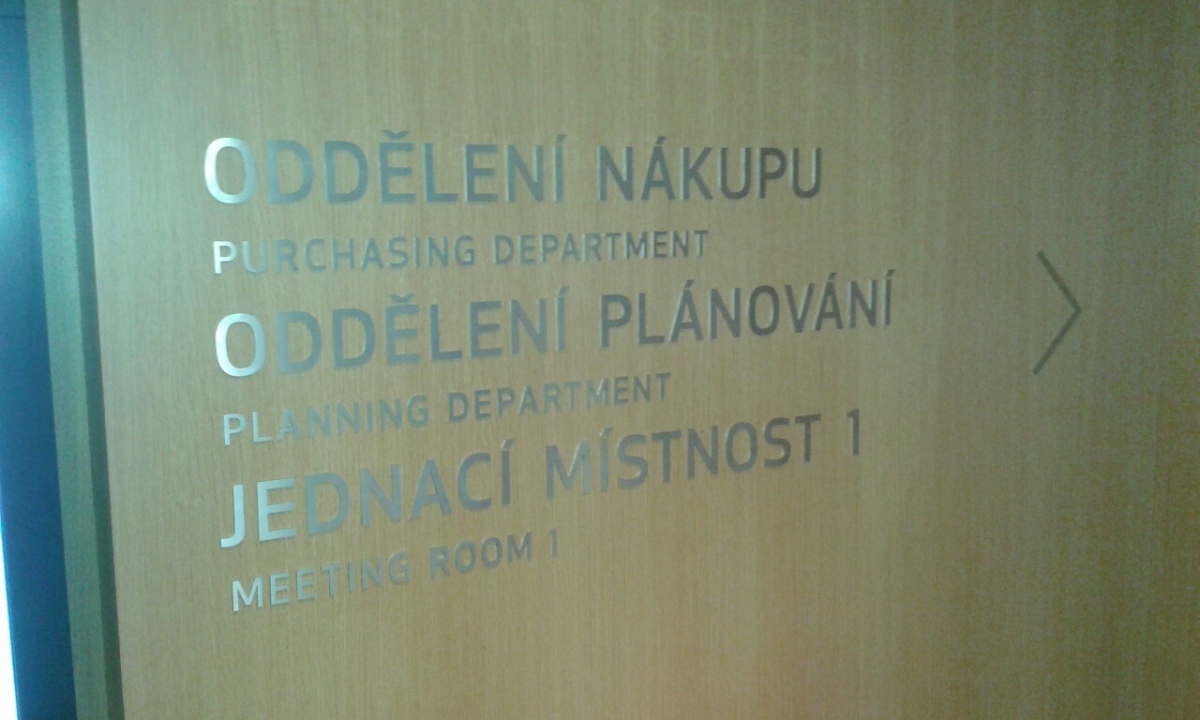 ODDĚLENÍ NÁKUPU
PURCHASING DEPARTMENT
ODDĚLENÍ PLÁNOVÁNÍ
PLANNING DEPARTMENT
JEDNACÍ MÍSTNOST 1
MEETING ROOM 1